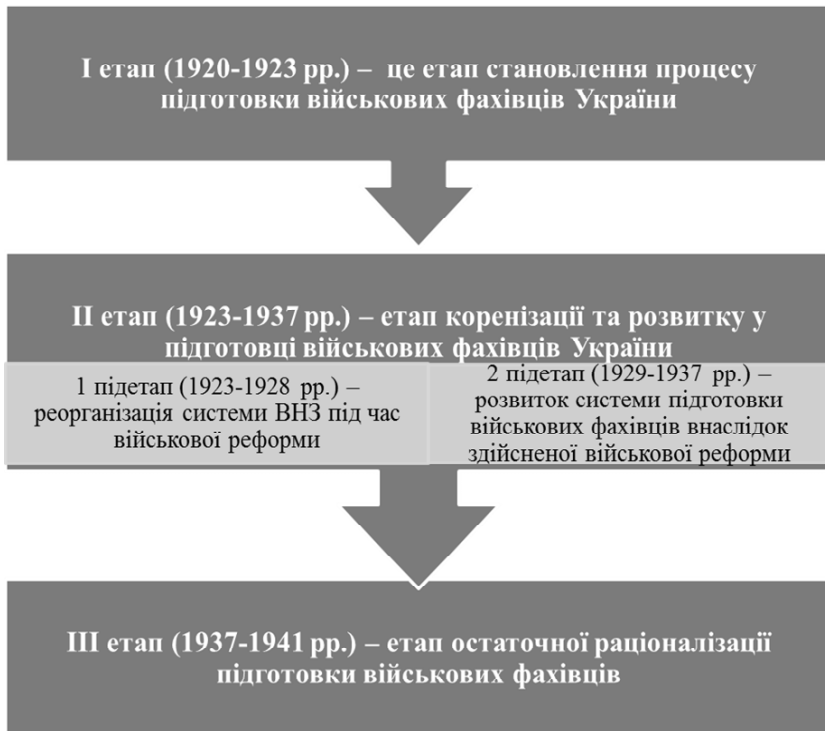 І етап (1920-1923 рр.) – це етап становлення процесу
підготовки військових фахівців України
ІІ етап (1923-1937 рр.) – етап коренізації та розвитку у
підготовці військових фахівців України
1 підетап (1923-1928 рр.) –
реорганізація системи ВНЗ під час
військової реформи
2 підетап (1929-1937 рр.) –
розвиток системи підготовки
військових фахівців внаслідок
здійсненої військової реформи
ІІІ етап (1937-1941 рр.) – етап остаточної раціоналізації
підготовки військових фахівців